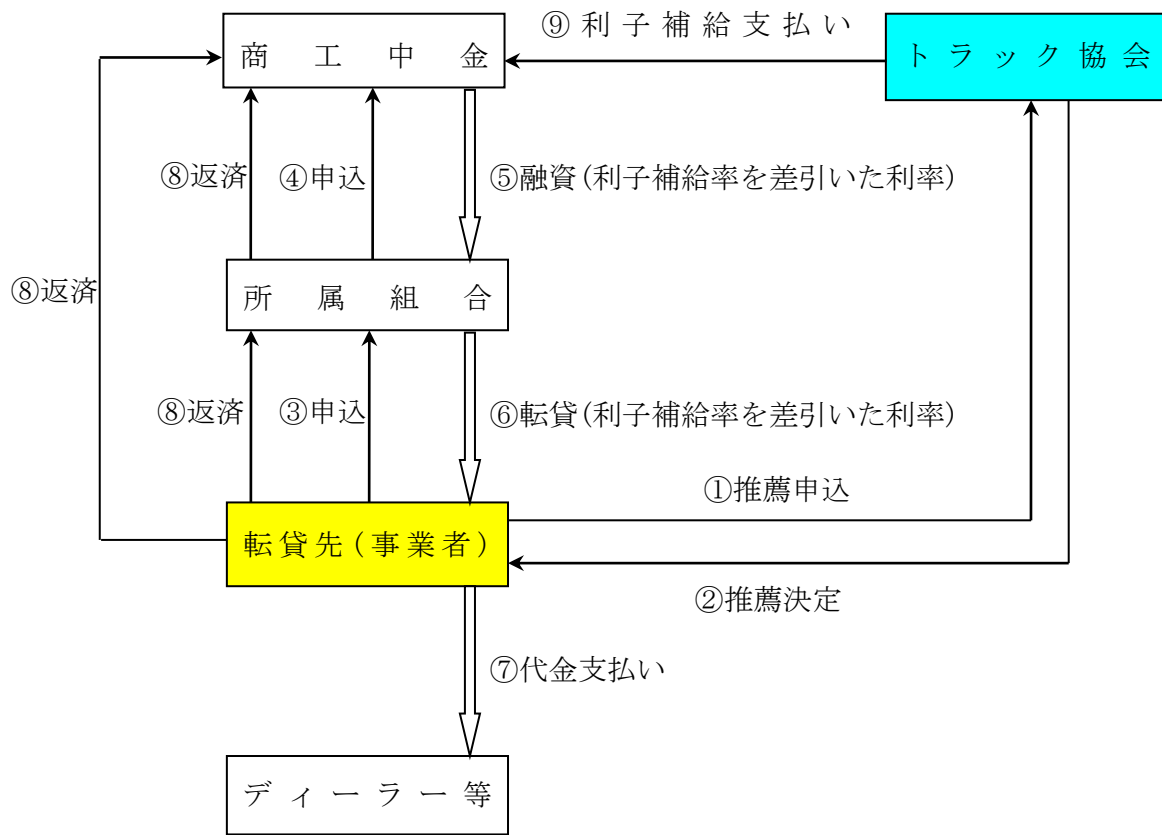 ⑨利子補給支払い
商工中金
トラック協会
⑧返済
④申込
⑤融資(利子補給率を差引いた利率)
所属組合
⑧返済
⑧返済
③申込
⑥転貸(利子補給率を差引いた利率)
①推薦申込
転貸先(事業者)
②推薦決定
⑦代金支払い
ディーラー等